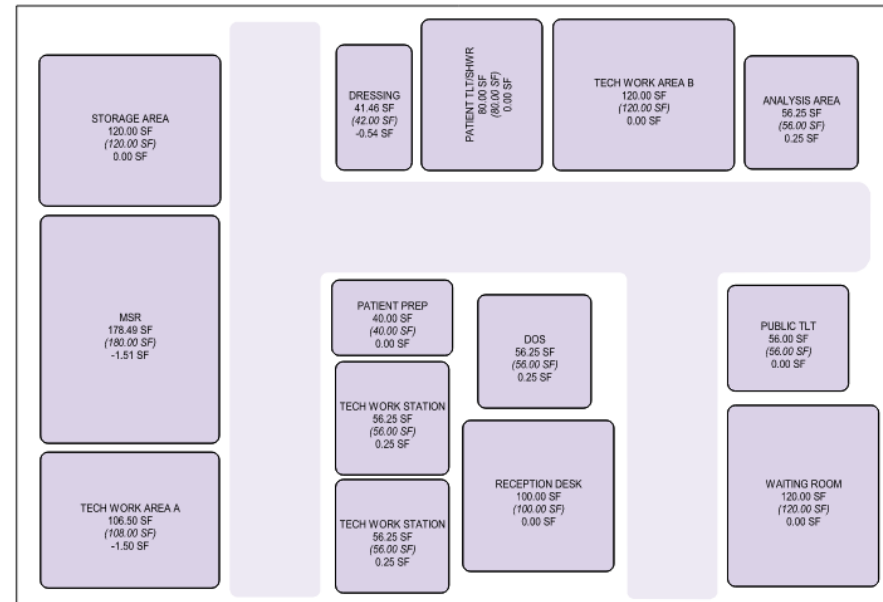 STORAGE AREA
120.00 SF
(120.00 SF)
0.00 SF
DRESSING
41.46 SF
(42.00 SF)
-0.54 SF
PATIENT TLT/SHWR
80.00 SF
(80.00 SF)
0.00 SF
TECH WORK AREA B
120.00 SF
(120.00 SF)
0.00 SF
ANALYSIS AREA
56.25 SF
(56.00 SF)
0.25 SF
MSR
178.49 SF
(180.00 SF)
-1.51 SF
PATIENT PREP
40.00 SF
(40.00 SF)
0.00 SF
DOS
56.25 SF
(56.00 SF)
0.25 SF
PUBLIC TLT
56.00 SF
(56.00 SF)
0.00 SF
TECH WORK STATION
56.25 SF
(56.00 SF)
0.25 SF
TECH WORK AREA A
106.50 SF
(108.00 SF)
-1.50 SF
TECH WORK STATION
56.25 SF
(56.00 SF)
0.25 SF
RECEPTION DESK
100.00 SF
(100.00 SF)
0.00 SF
WAITING ROOM
120.00 SF
(120.00 SF)
0.00 SF